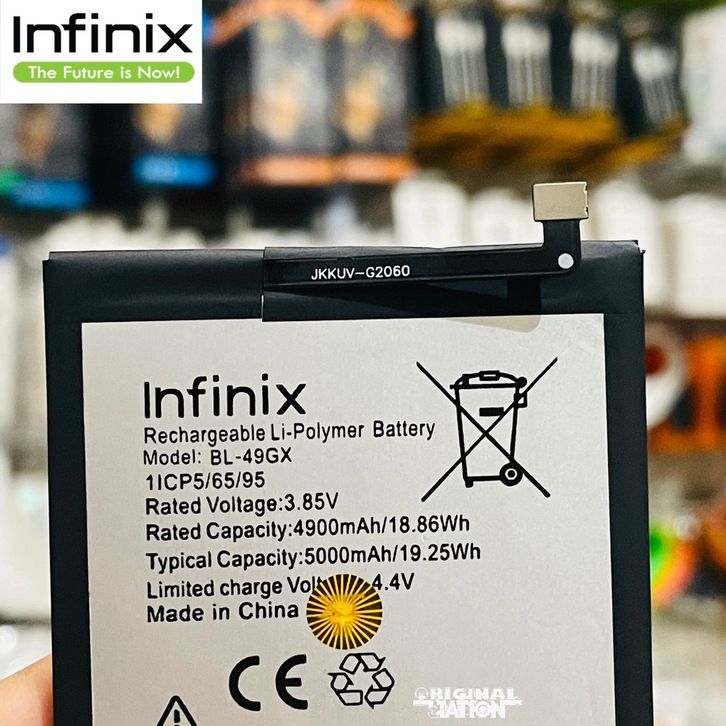 Infinix
The Future is Now!
JKKUV-G2060
Infinix
Rechargeable Li-Polymer Battery
Model: BL-49GX
1ICP5/65/95
Rated Voltage:3.85V
Rated Capacity:4900mAh/18.86Wh
Typical Capacity:5000mAh/19.25Wh
Limited charge 4.4V
Made in China
CE
ORIGINAL
STATION